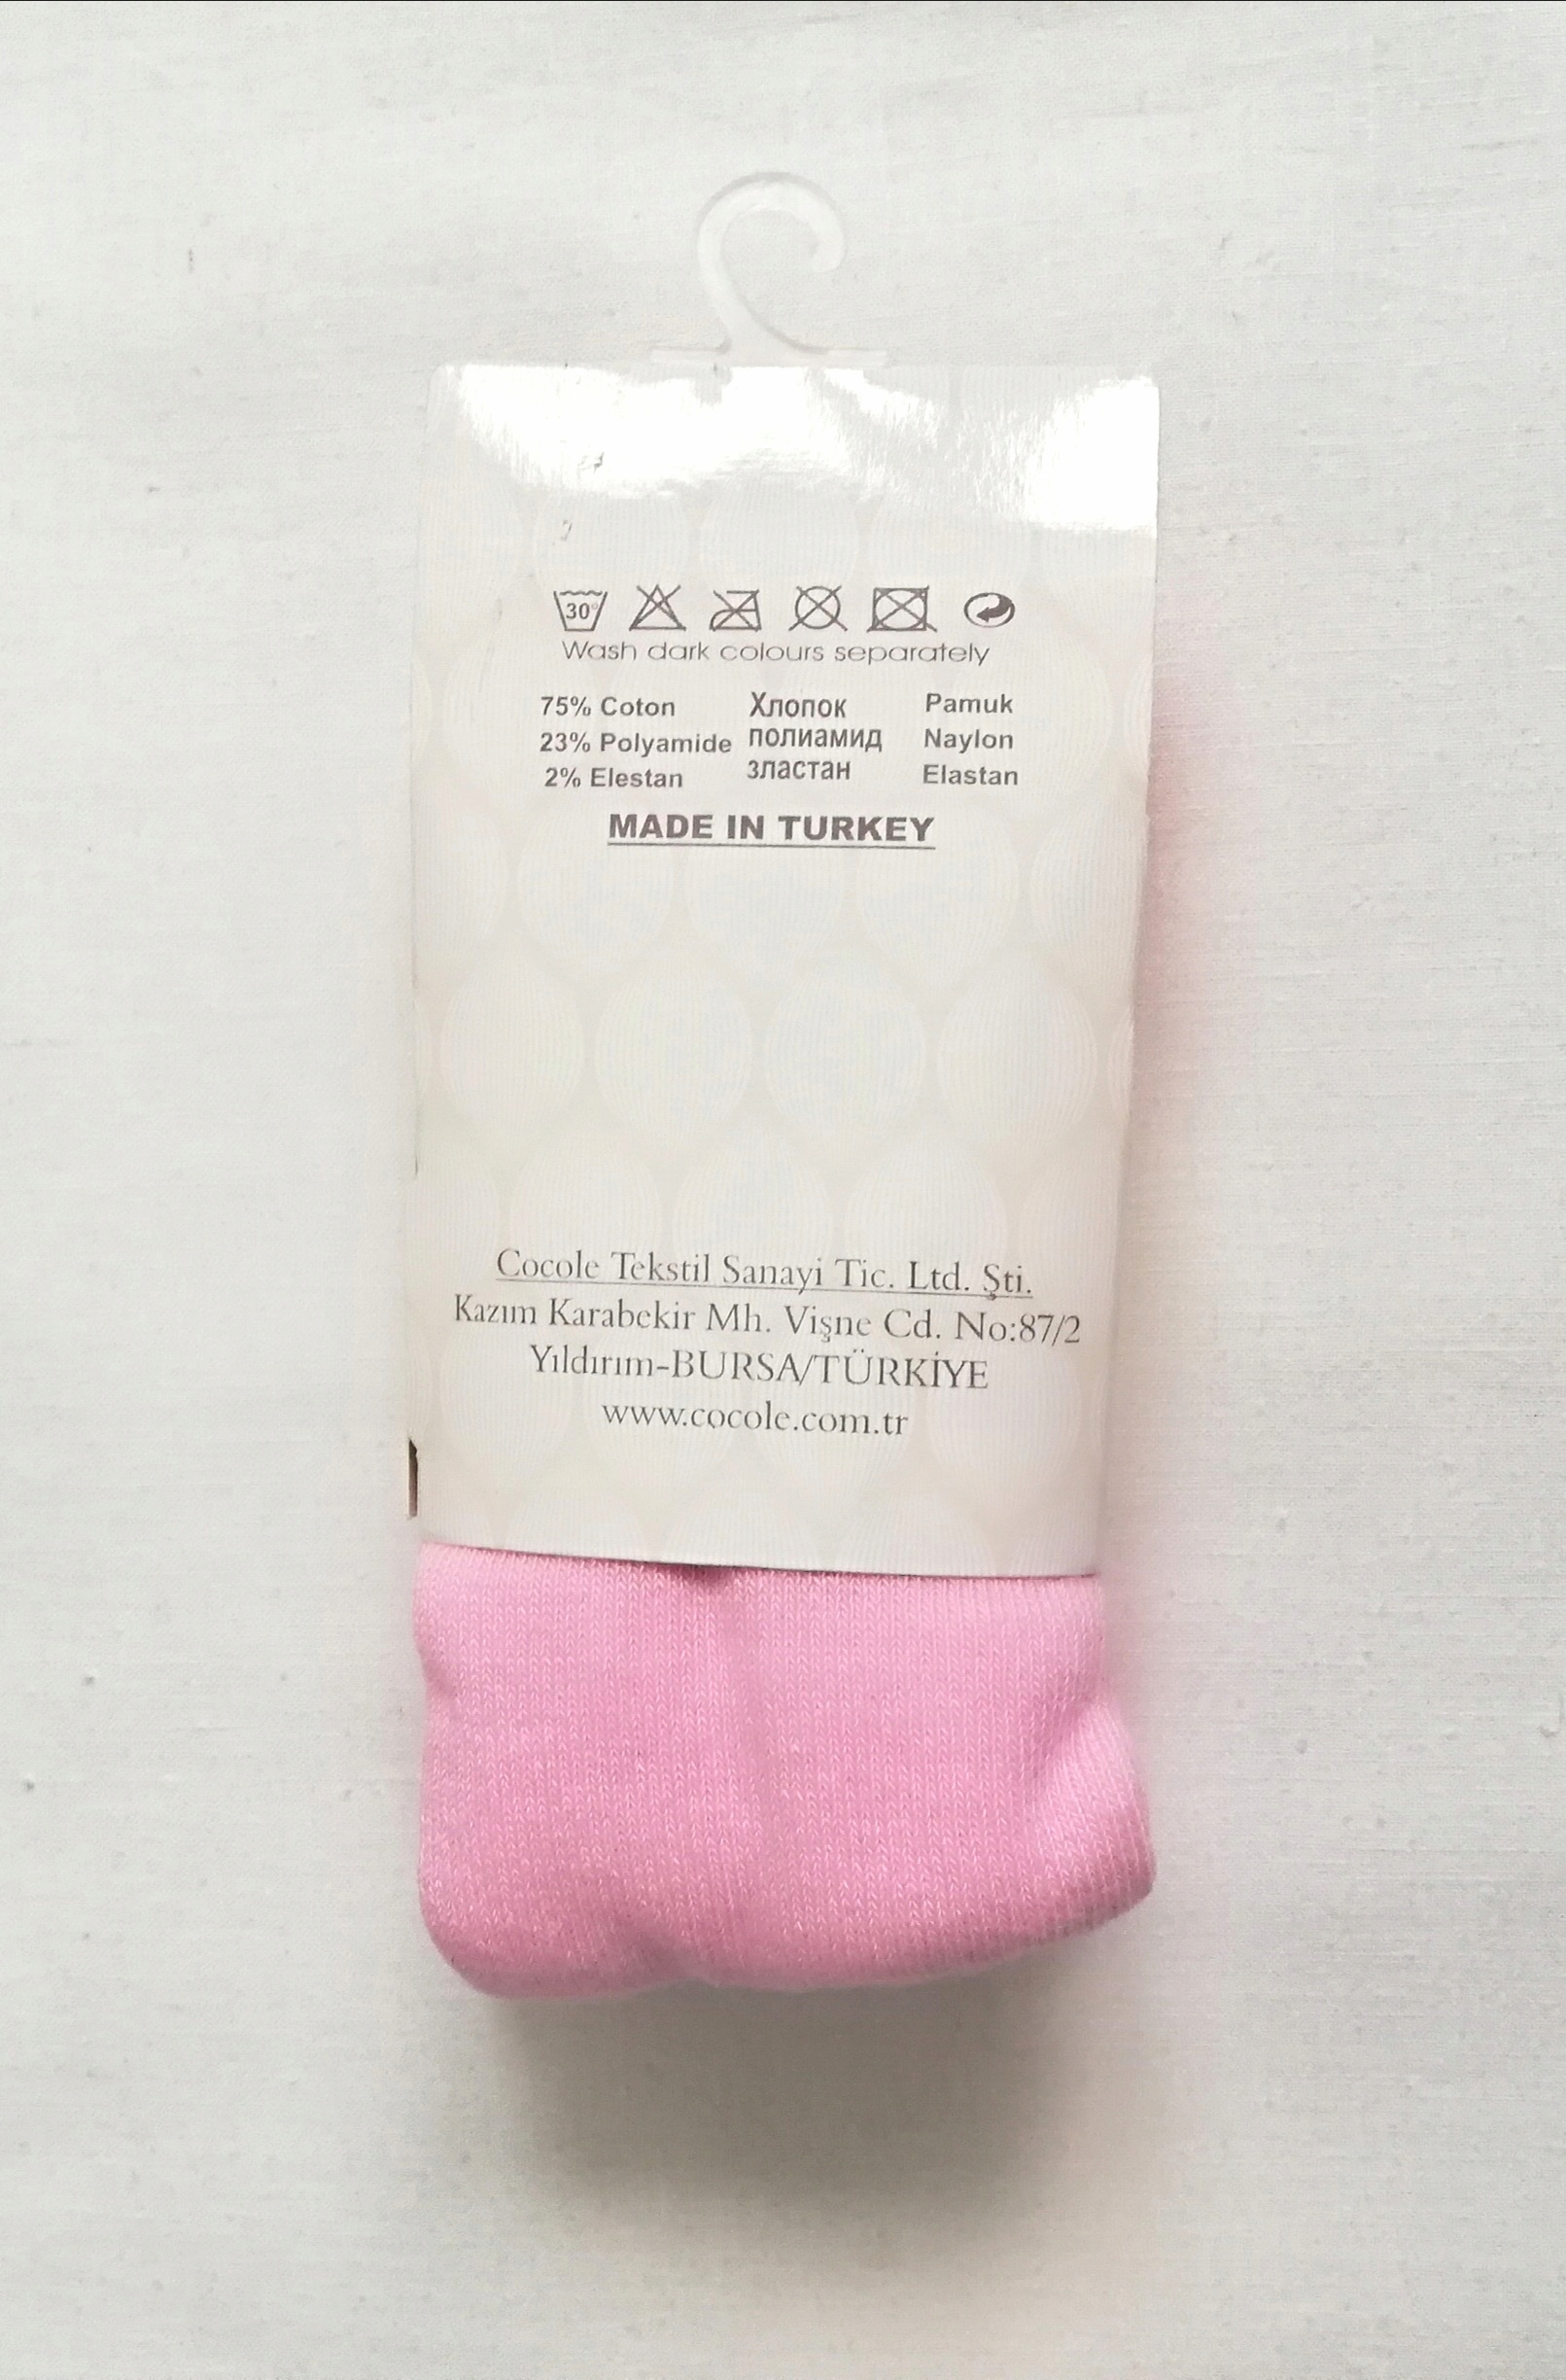 30°
Wash dark colours separately
75% Coton Хлопок Pamuk
23% Polyamide полиамид Naylon
2% Elestan зластан Elastan
MADE IN TURKEY
Cocole Tekstil Sanayi Tic. Ltd. Şti.
Kazım Karabekir Mh. Vişne Cd. No:87/2
Yıldırım-BURSA/TÜRKİYE
www.cocole.com.tr